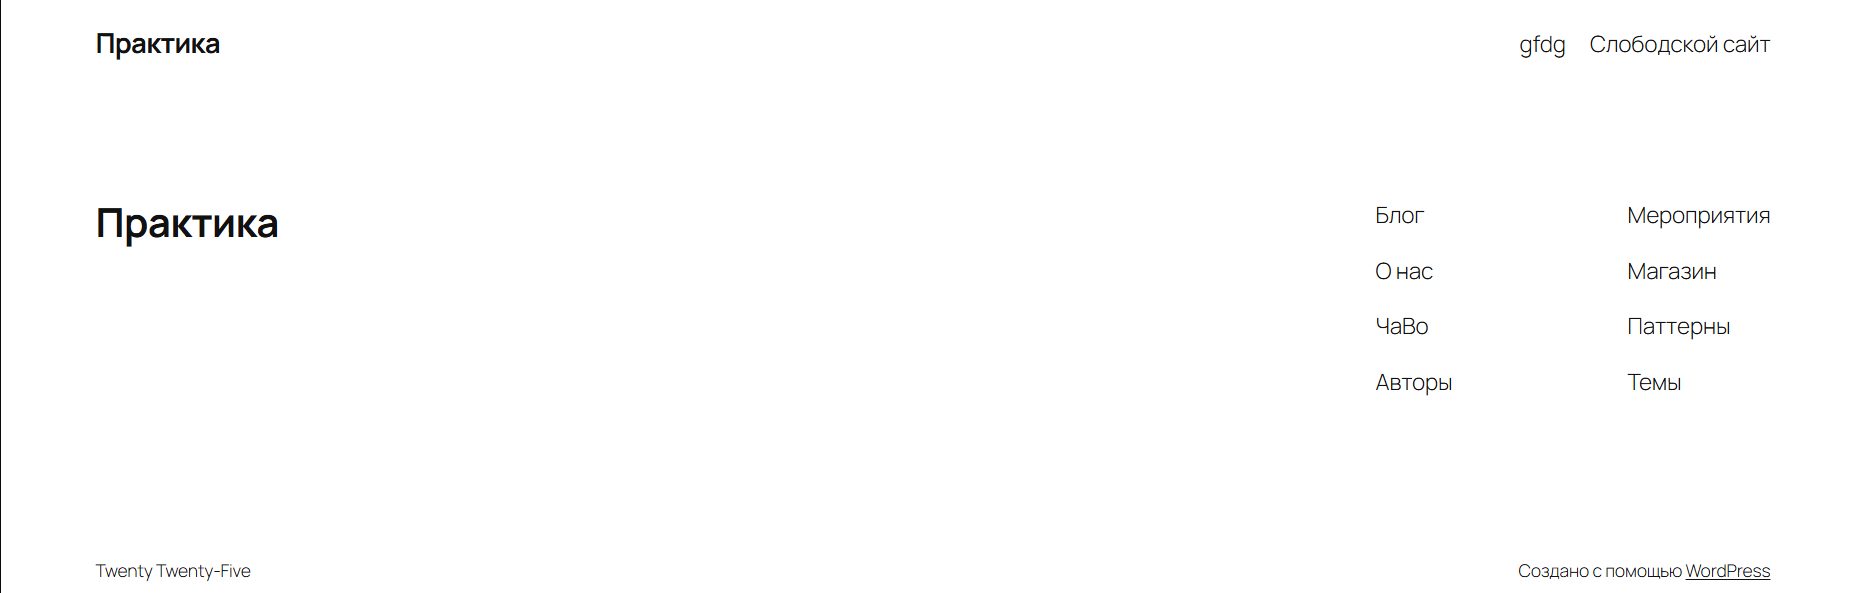 Практика
gfdg Слободской сайт
Практика
Блог
О нас
ЧаВо
Авторы
Мероприятия
Магазин
Паттерны
Темы
Twenty Twenty-Five
Создано с помощью WordPress